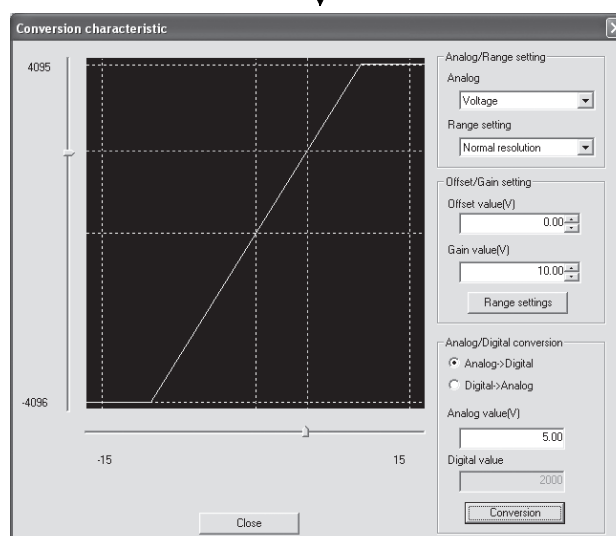 Conversion characteristic
4095
-4096
-15
15
Close
Analog/Range setting
Analog
Voltage
Range setting
Normal resolution
Offset/Gain setting
Offset value(V)
0.00
Gain value(V)
10.00
Range settings
Analog/Digital conversion
Analog->Digital
Digital->Analog
Analog value(V)
5.00
Digital value
2000
Conversion